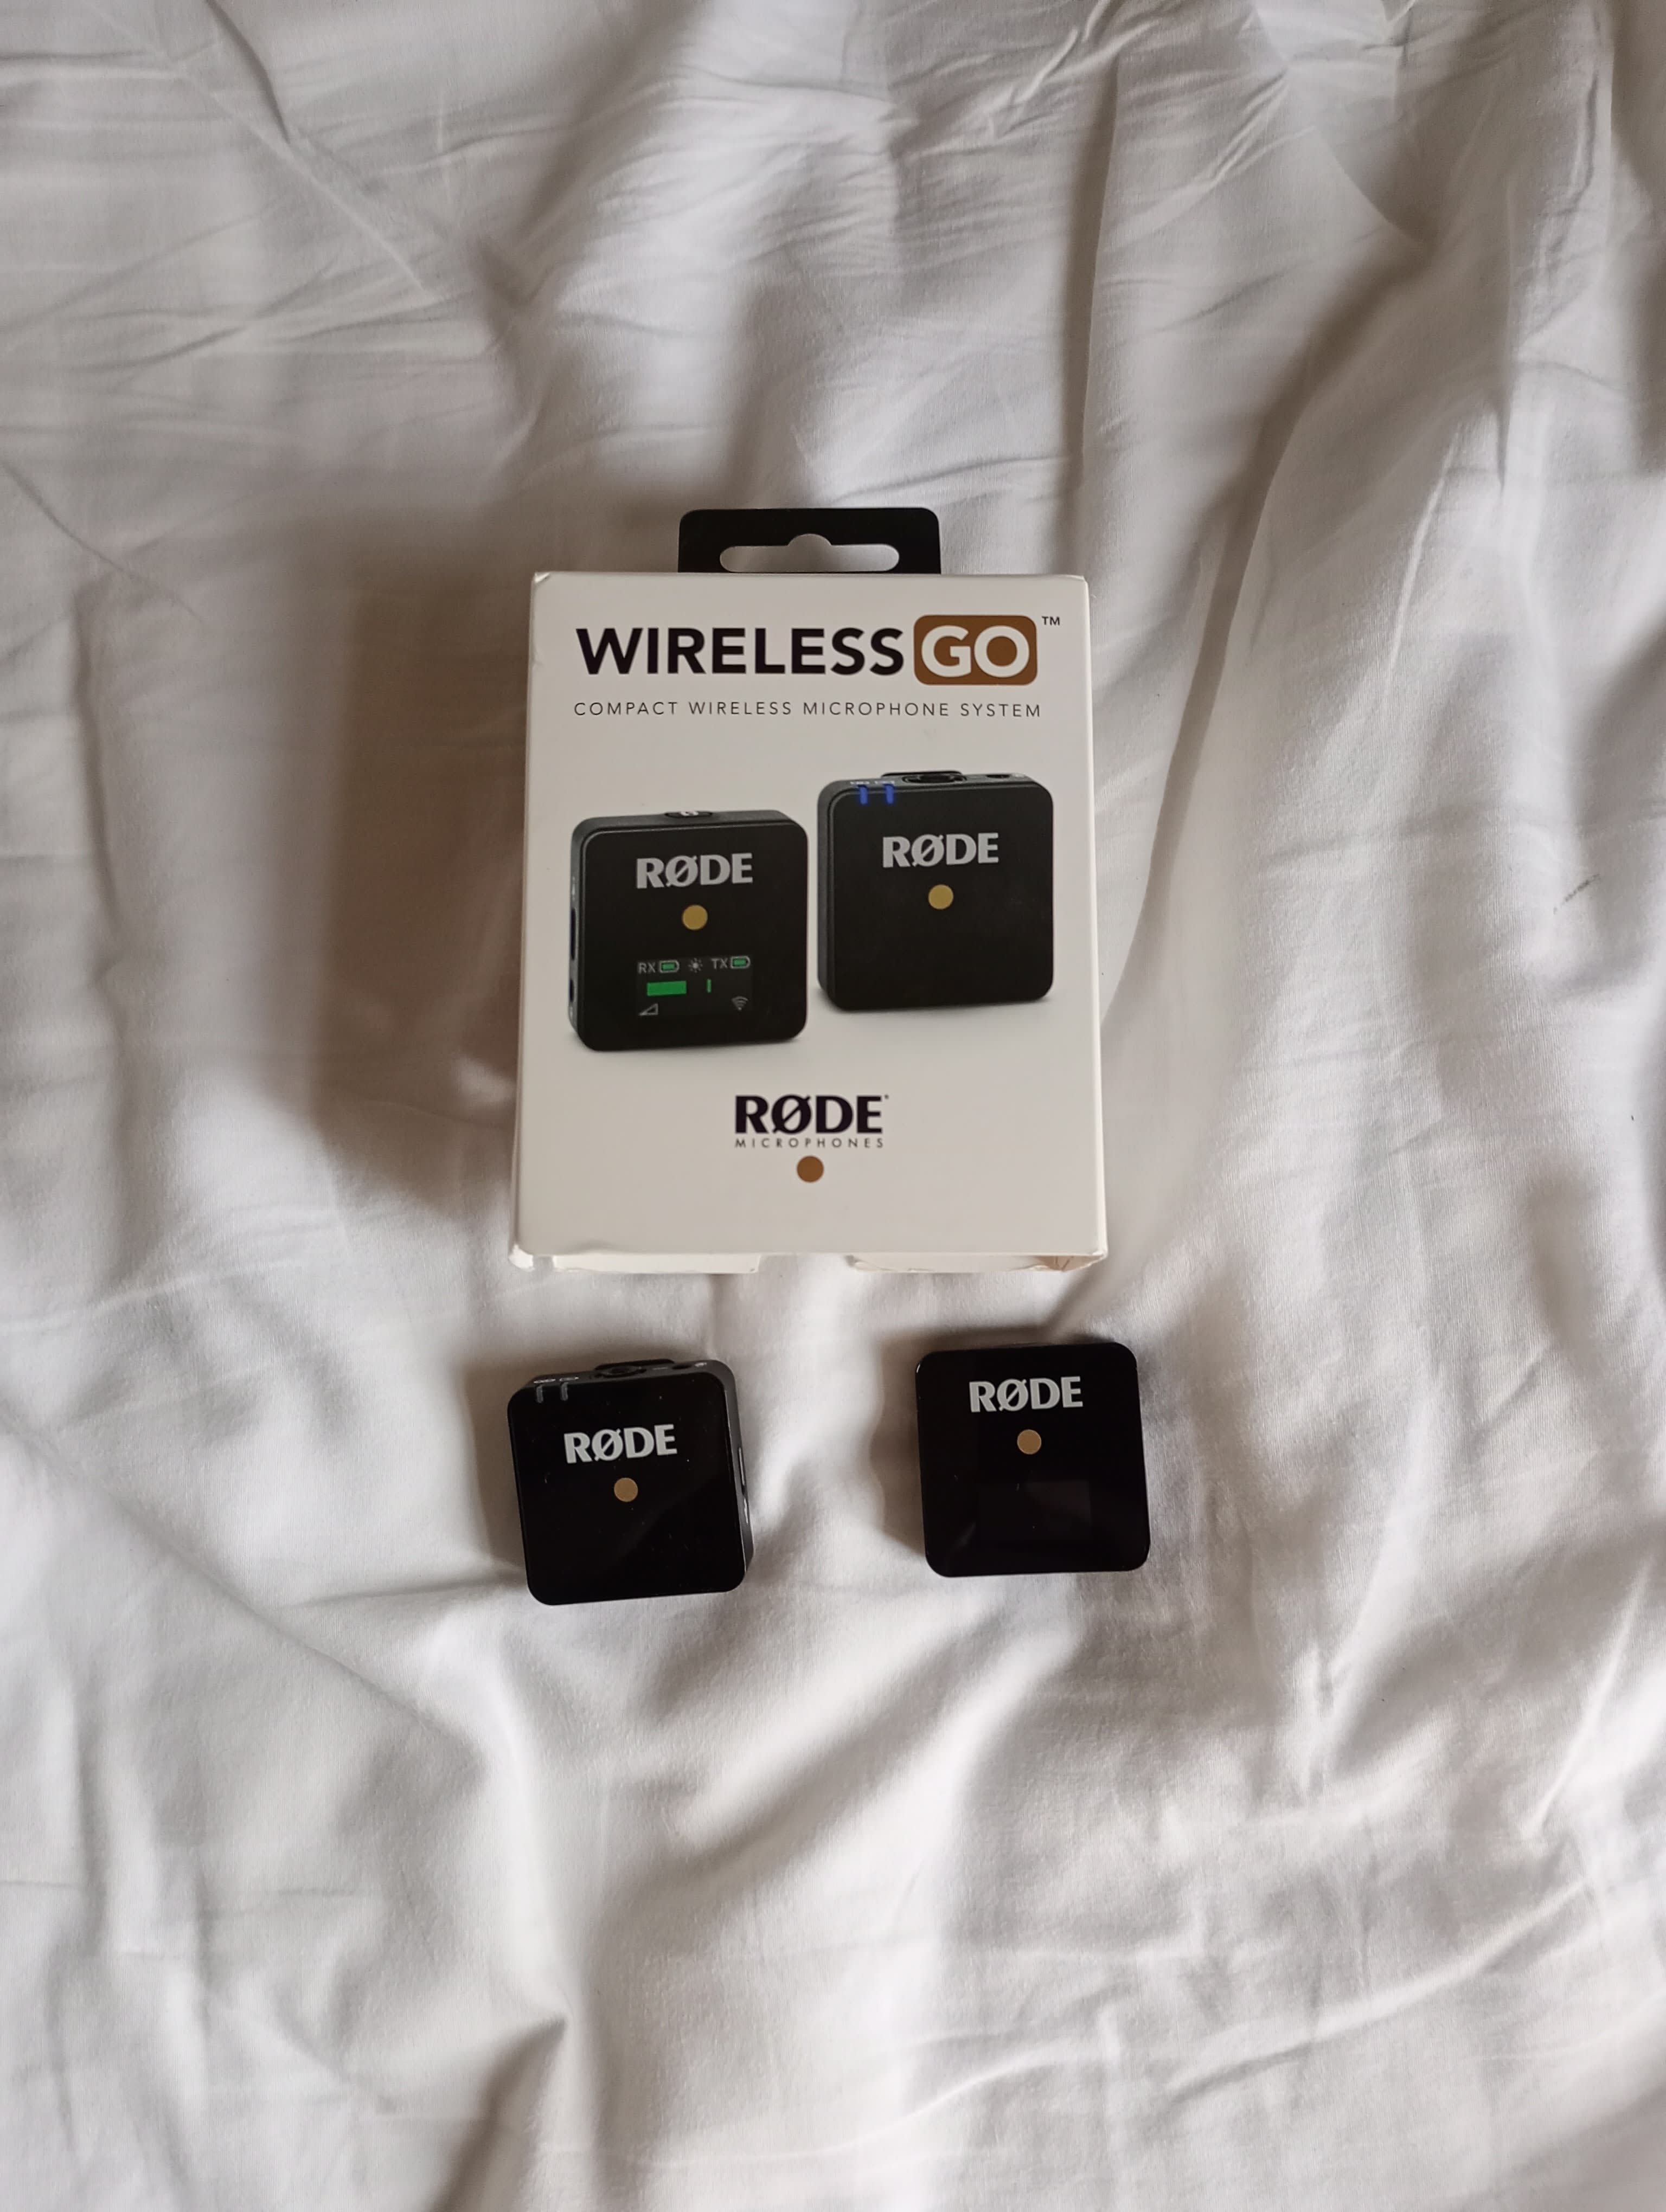 WIRELESS GO™
COMPACT WIRELESS MICROPHONE SYSTEM
RØDE
RØDE
RX TX
RØDE
MICROPHONES
RØDE
RØDE